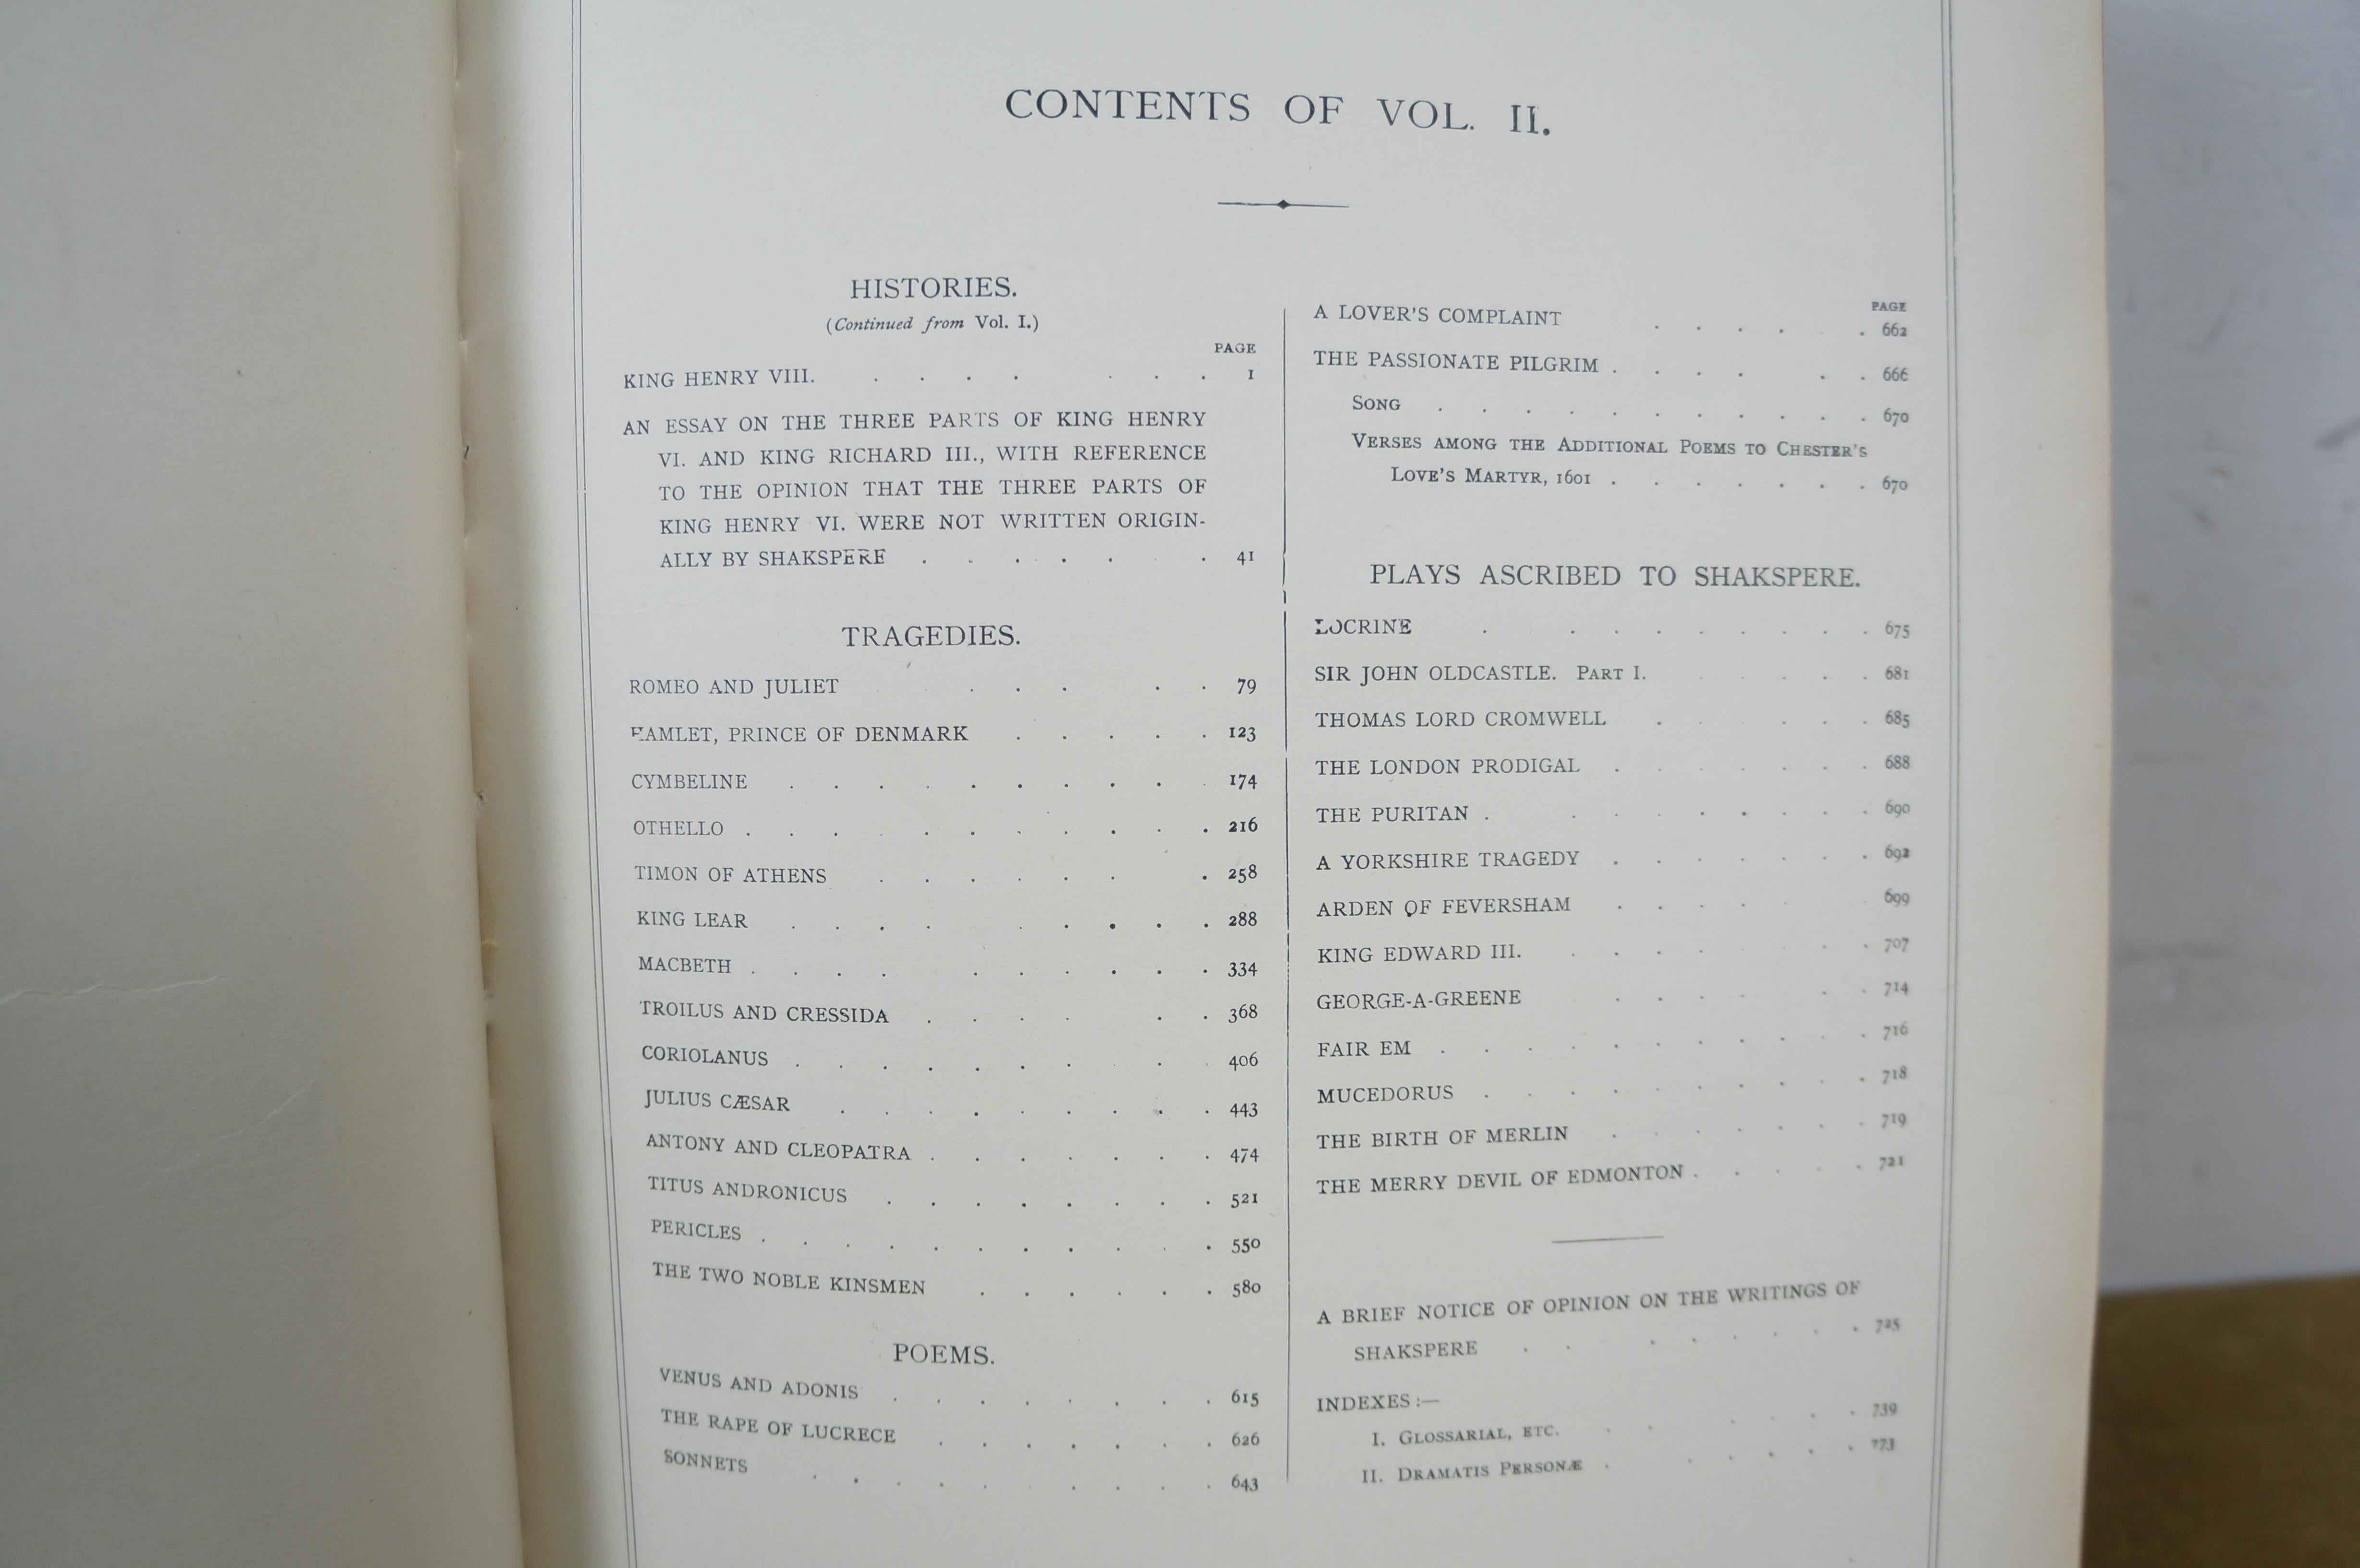 CONTENTS OF VOL. II.
HISTORIES.
(Continued from Vol. I.)
PAGE
KING HENRY VIII. . . . . . . . 1
AN ESSAY ON THE THREE PARTS OF KING HENRY
VI. AND KING RICHARD III., WITH REFERENCE
TO THE OPINION THAT THE THREE PARTS OF
KING HENRY VI. WERE NOT WRITTEN ORIGIN-
ALLY BY SHAKSPERE . . . . . . 41
TRAGEDIES.
ROMEO AND JULIET . . . . . 79
HAMLET, PRINCE OF DENMARK . . . . . 123
CYMBELINE . . . . . . . . . . 174
OTHELLO . . . . . . . . . . . 216
TIMON OF ATHENS . . . . . . . 258
KING LEAR . . . . . . . . 288
MACBETH . . . . . . . . . . 334
TROILUS AND CRESSIDA . . . . . . 368
CORIOLANUS . . . . . . . . . 406
JULIUS CÆSAR . . . . . . . . . 443
ANTONY AND CLEOPATRA . . . . . . . 474
TITUS ANDRONICUS . . . . . . . . 521
PERICLES . . . . . . . . . . . 550
THE TWO NOBLE KINSMEN . . . . . . 580
POEMS.
VENUS AND ADONIS . . . . . . . . 615
THE RAPE OF LUCRECE . . . . . . . 626
SONNETS . . . . . . . . . 643
PAGE
A LOVER'S COMPLAINT . . . . . 662
THE PASSIONATE PILGRIM . . . . . . 666
SONG . . . . . . . . . . . 670
VERSES AMONG THE ADDITIONAL POEMS TO CHESTER'S
LOVE'S MARTYR, 1601 . . . . . . . 670
PLAYS ASCRIBED TO SHAKSPERE.
LOCRINE . . . . . . . . . 675
SIR JOHN OLDCASTLE. PART I. . . . . . 681
THOMAS LORD CROMWELL . . . . . 685
THE LONDON PRODIGAL . . . . . . . 688
THE PURITAN . . . . . . . . 690
A YORKSHIRE TRAGEDY . . . . . . . 692
ARDEN OF FEVERSHAM . . . . . 699
KING EDWARD III. . . . . . . . 707
GEORGE-A-GREENE . . . . . . 714
FAIR EM . . . . . . . . . . . 716
MUCEDORUS . . . . . . . . . . 718
THE BIRTH OF MERLIN . . . . . . . 719
THE MERRY DEVIL OF EDMONTON . . . . . 721
A BRIEF NOTICE OF OPINION ON THE WRITINGS OF
SHAKSPERE . . . . . . . . 725
INDEXES:—
I. GLOSSARIAL, ETC. . . . . . . 739
II. DRAMATIS PERSONÆ . . . . . . 773